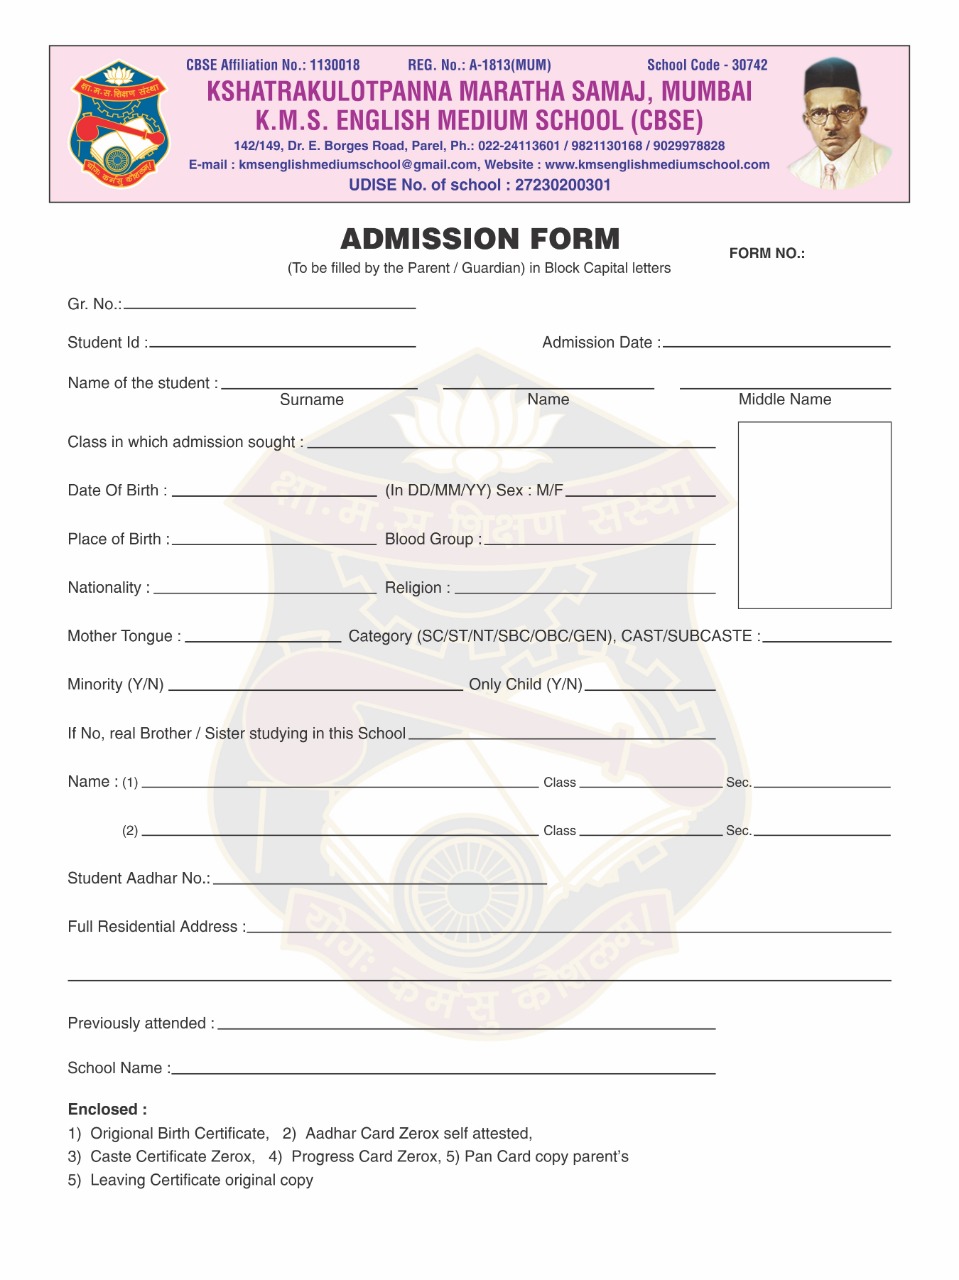 CBSE Affiliation No.: 1130018 REG. No.: A-1813(MUM) School Code - 30742
KSHATRAKULOTPANNA MARATHA SAMAJ, MUMBAI
K.M.S. ENGLISH MEDIUM SCHOOL (CBSE)
142/149, Dr. E. Borges Road, Parel, Ph.: 022-24113601 / 9821130168 / 9029978828
E-mail : kmsenglishmediumschool@gmail.com, Website : www.kmsenglishmediumschool.com
UDISE No. of school : 27230200301
क्षा.म.स शिक्षण संस्था
योगः कर्मसु कौशलम्
ADMISSION FORM
FORM NO.:
(To be filled by the Parent / Guardian) in Block Capital letters
Gr. No.:
Student Id : Admission Date :
Name of the student :
Surname Name Middle Name
Class in which admission sought :
Date Of Birth : (In DD/MM/YY) Sex : M/F
क्षा.म.स शिक्षण संस्था
Place of Birth : Blood Group :
Nationality : Religion :
Mother Tongue : Category (SC/ST/NT/SBC/OBC/GEN), CAST/SUBCASTE :
Minority (Y/N) Only Child (Y/N)
If No, real Brother / Sister studying in this School
Name : (1) Class Sec.
(2) Class Sec.
Student Aadhar No.:
Full Residential Address :
योगः कर्मसु कौशलम्
Previously attended :
School Name :
Enclosed :
1) Origional Birth Certificate, 2) Aadhar Card Zerox self attested,
3) Caste Certificate Zerox, 4) Progress Card Zerox, 5) Pan Card copy parent's
5) Leaving Certificate original copy